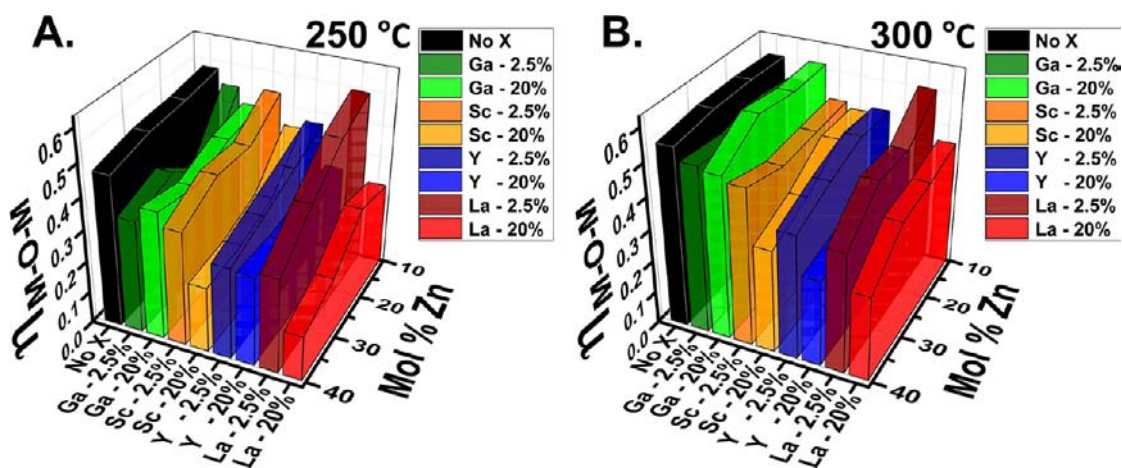 A.
250 °C
No X
Ga - 2.5%
Ga - 20%
Sc - 2.5%
Sc - 20%
Y - 2.5%
Y - 20%
La - 2.5%
La - 20%
0.6
0.5
0.4
0.3
0.2
0.1
0.0
ηM-O-M
No X
Ga - 2.5%
Ga - 20%
Sc - 2.5%
Sc - 20%
Y - 2.5%
Y - 20%
La - 2.5%
La - 20%
10
20
30
40
Mol % Zn
B.
300 °C
No X
Ga - 2.5%
Ga - 20%
Sc - 2.5%
Sc - 20%
Y - 2.5%
Y - 20%
La - 2.5%
La - 20%
0.6
0.5
0.4
0.3
0.2
0.1
0.0
ηM-O-M
No X
Ga - 2.5%
Ga - 20%
Sc - 2.5%
Sc - 20%
Y - 2.5%
Y - 20%
La - 2.5%
La - 20%
10
20
30
40
Mol % Zn